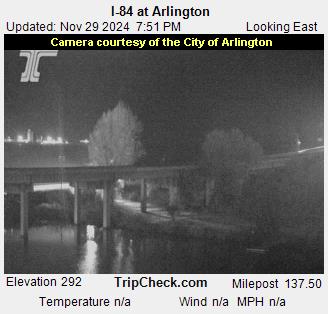 I-84 at Arlington
Updated: Nov 29 2024 7:51 PM Looking East
Camera courtesy of the City of Arlington
Elevation 292 TripCheck.com Milepost 137.50
Temperature n/a Wind n/a MPH n/a